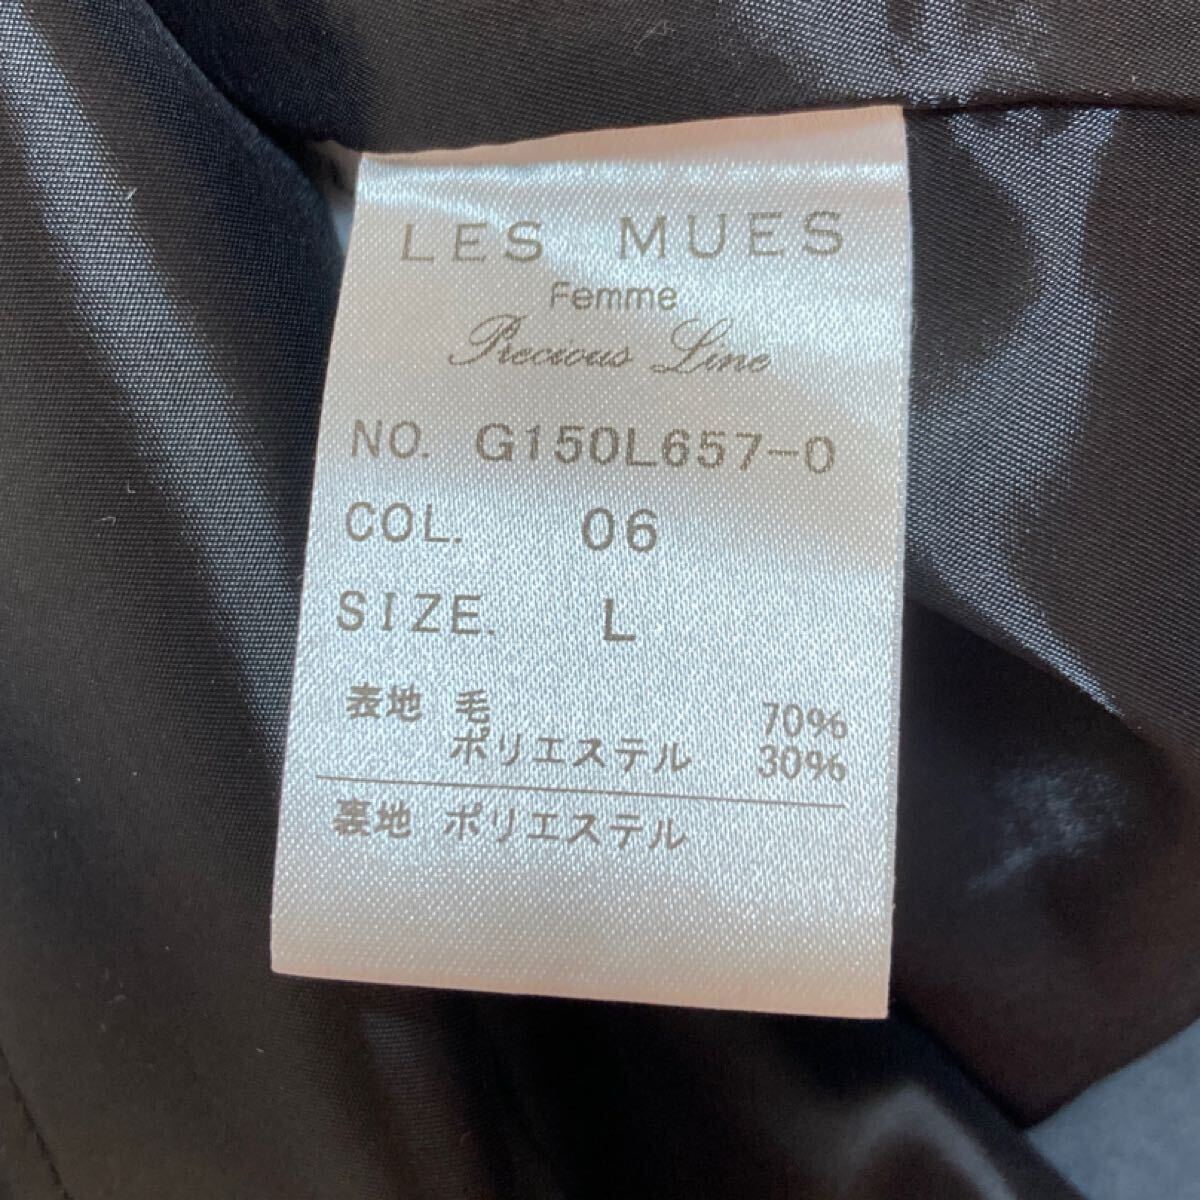 LES MUES
Femme
Precious Line
NO. G150L657-0
COL. 06
SIZE. L
表地 毛 70%
ポリエステル 30%
裏地 ポリエステル